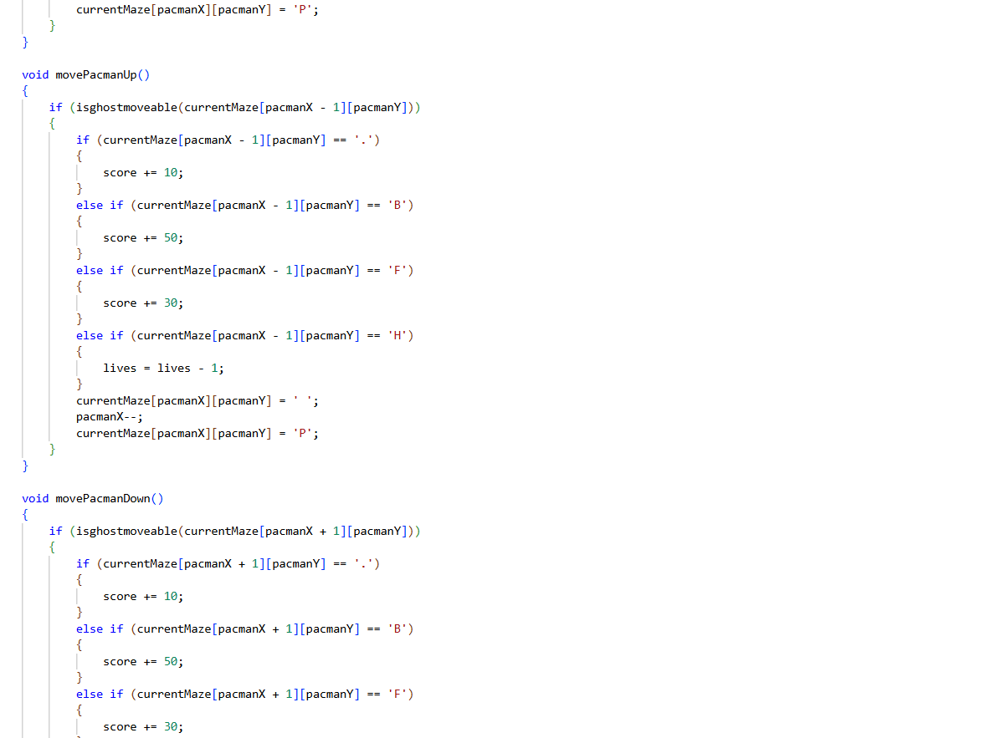 currentMaze[pacmanX][pacmanY] = 'P';
        }
    }

    void movePacmanUp()
    {
        if (isghostmoveable(currentMaze[pacmanX - 1][pacmanY]))
        {
            if (currentMaze[pacmanX - 1][pacmanY] == '.')
            {
                score += 10;
            }
            else if (currentMaze[pacmanX - 1][pacmanY] == 'B')
            {
                score += 50;
            }
            else if (currentMaze[pacmanX - 1][pacmanY] == 'F')
            {
                score += 30;
            }
            else if (currentMaze[pacmanX - 1][pacmanY] == 'H')
            {
                lives = lives - 1;
            }
            currentMaze[pacmanX][pacmanY] = ' ';
            pacmanX--;
            currentMaze[pacmanX][pacmanY] = 'P';
        }
    }

    void movePacmanDown()
    {
        if (isghostmoveable(currentMaze[pacmanX + 1][pacmanY]))
        {
            if (currentMaze[pacmanX + 1][pacmanY] == '.')
            {
                score += 10;
            }
            else if (currentMaze[pacmanX + 1][pacmanY] == 'B')
            {
                score += 50;
            }
            else if (currentMaze[pacmanX + 1][pacmanY] == 'F')
            {
                score += 30;